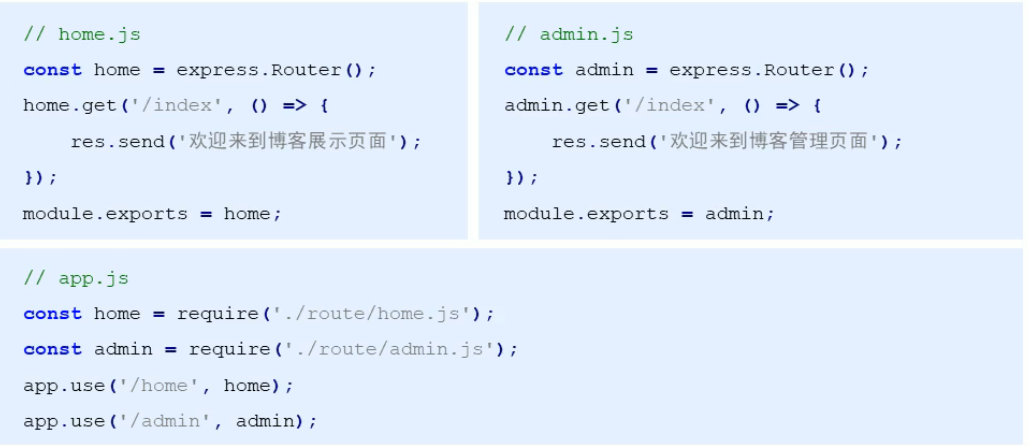 // home.js
const home = express.Router();
home.get('/index', () => {
    res.send('欢迎来到博客展示页面');
});
module.exports = home;
// admin.js
const admin = express.Router();
admin.get('/index', () => {
    res.send('欢迎来到博客管理页面');
});
module.exports = admin;
// app.js
const home = require('./route/home.js');
const admin = require('./route/admin.js');
app.use('/home', home);
app.use('/admin', admin);